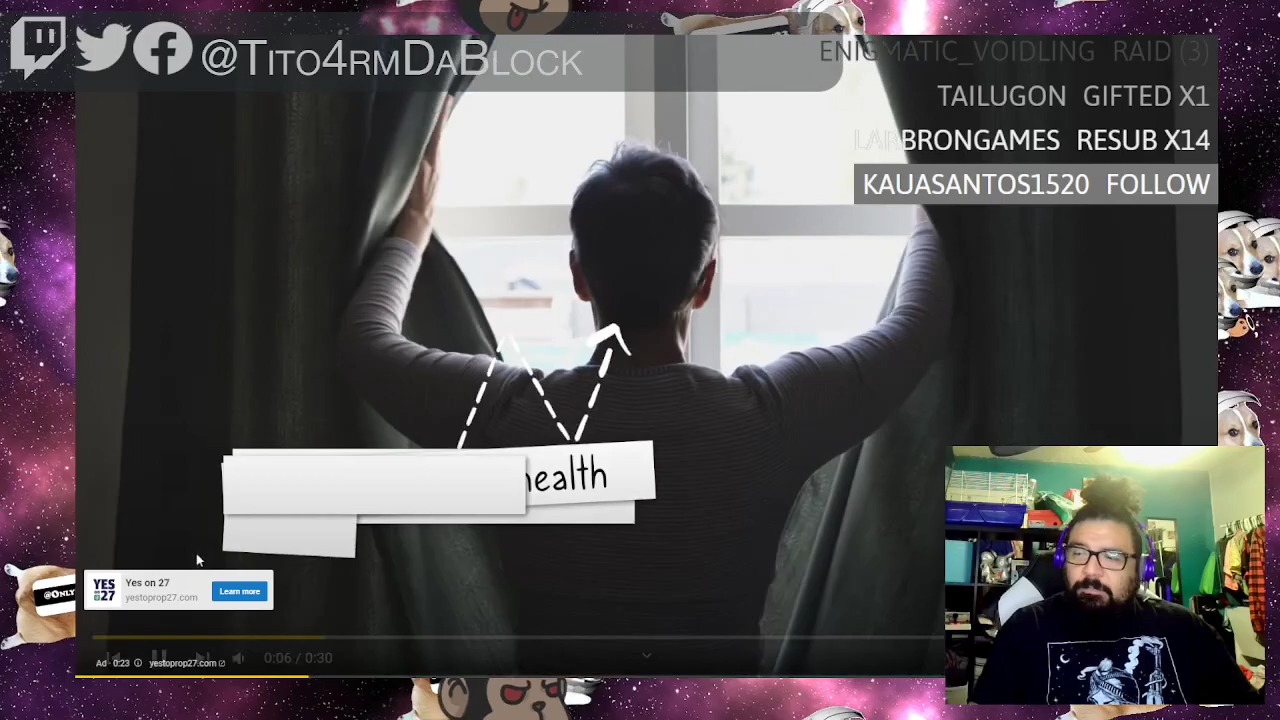 @Tito4rmDaBlock
ENIGMATIC_VOIDLING RAID (3)
TAILUGON GIFTED X1
BRONGAMES RESUB X14
KAUASANTOS1520 FOLLOW
health
YES
27
Yes on 27
yestoprop27.com
Learn more
0:06 / 0:30
Ad · 0:23
yestoprop27.com
@ONLY